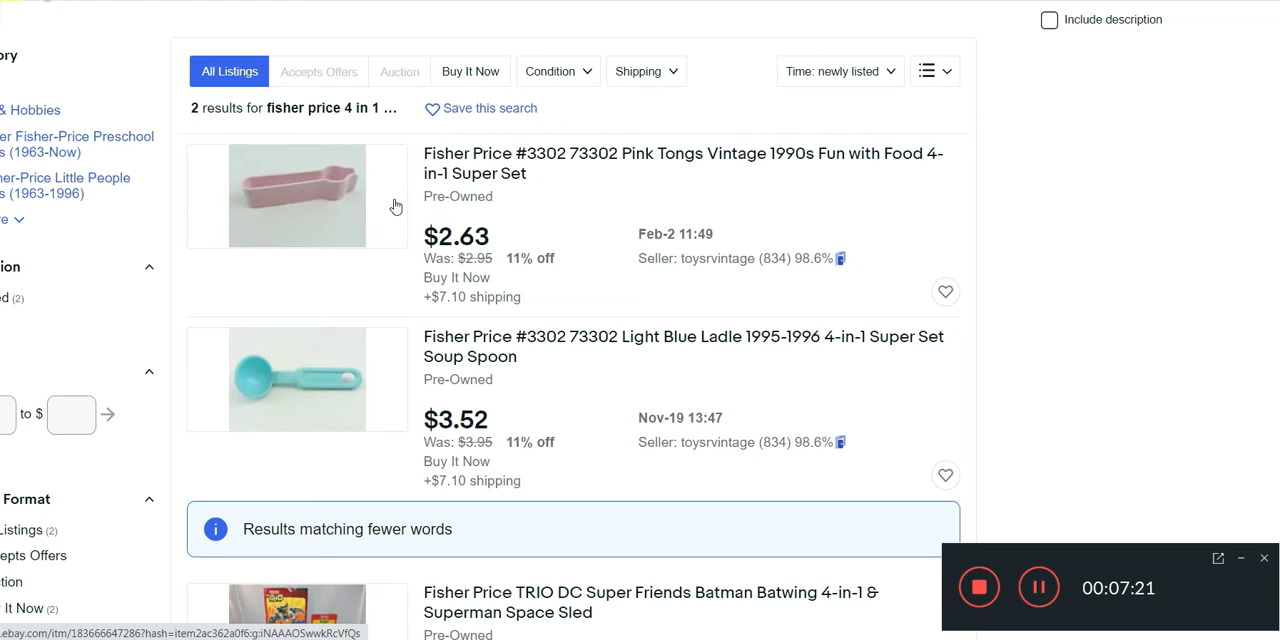 Include description
ory
All Listings
Accepts Offers
Auction
Buy It Now
Condition
Shipping
Time: newly listed
2 results for fisher price 4 in 1 ...
Save this search
& Hobbies
er Fisher-Price Preschool
s (1963-Now)
her-Price Little People
s (1963-1996)
re
ion
ed (2)
to $
Format
Listings (2)
epts Offers
tion
It Now (2)
Fisher Price #3302 73302 Pink Tongs Vintage 1990s Fun with Food 4-
in-1 Super Set
Pre-Owned
$2.63
Feb-2 11:49
Was: $2.95 11% off
Seller: toysrvintage (834) 98.6%
Buy It Now
+$7.10 shipping
Fisher Price #3302 73302 Light Blue Ladle 1995-1996 4-in-1 Super Set
Soup Spoon
Pre-Owned
$3.52
Nov-19 13:47
Was: $3.95 11% off
Seller: toysrvintage (834) 98.6%
Buy It Now
+$7.10 shipping
Results matching fewer words
Fisher Price TRIO DC Super Friends Batman Batwing 4-in-1 &
Superman Space Sled
Pre-Owned
00:07:21
.ebay.com/itm/183666647286?hash=item2ac362a0f6:g:iNAAAOSwwkRcVfQs